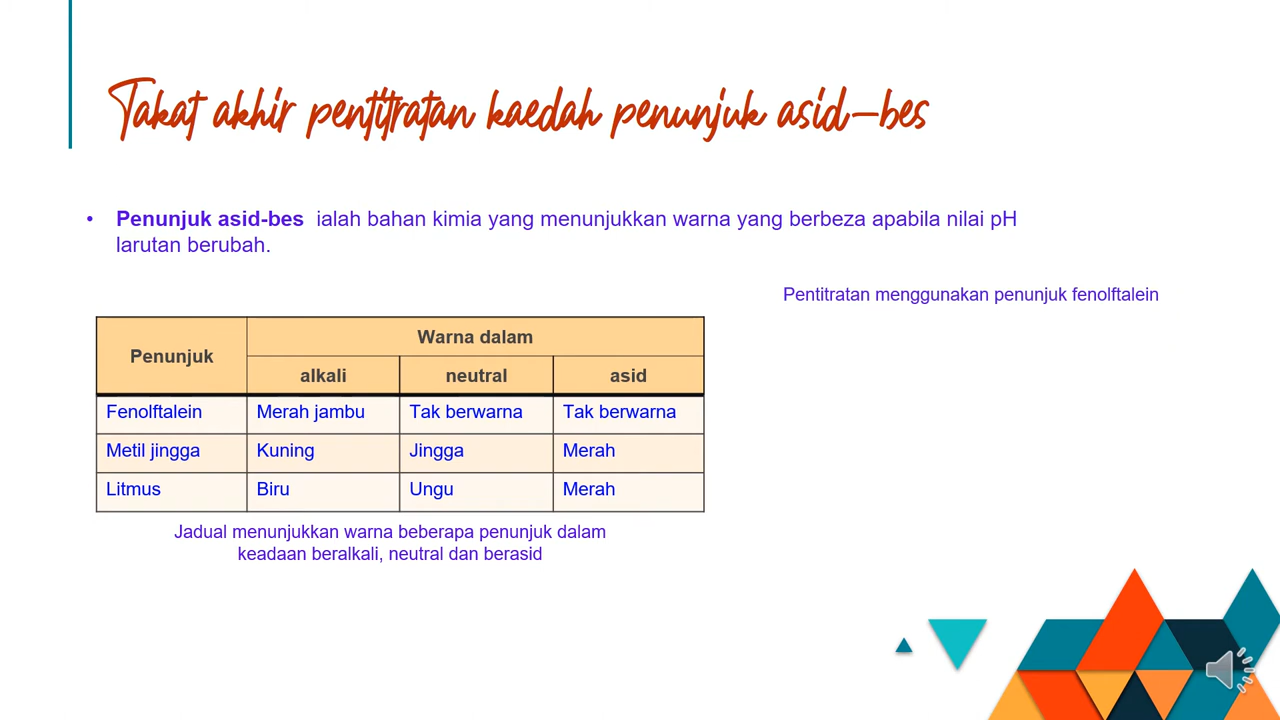 Takat akhir pentitratan kaedah penunjuk asid-bes
• Penunjuk asid-bes ialah bahan kimia yang menunjukkan warna yang berbeza apabila nilai pH
larutan berubah.
Pentitratan menggunakan penunjuk fenolftalein
Penunjuk Warna dalam
alkali neutral asid
Fenolftalein Merah jambu Tak berwarna Tak berwarna
Metil jingga Kuning Jingga Merah
Litmus Biru Ungu Merah
Jadual menunjukkan warna beberapa penunjuk dalam
keadaan beralkali, neutral dan berasid